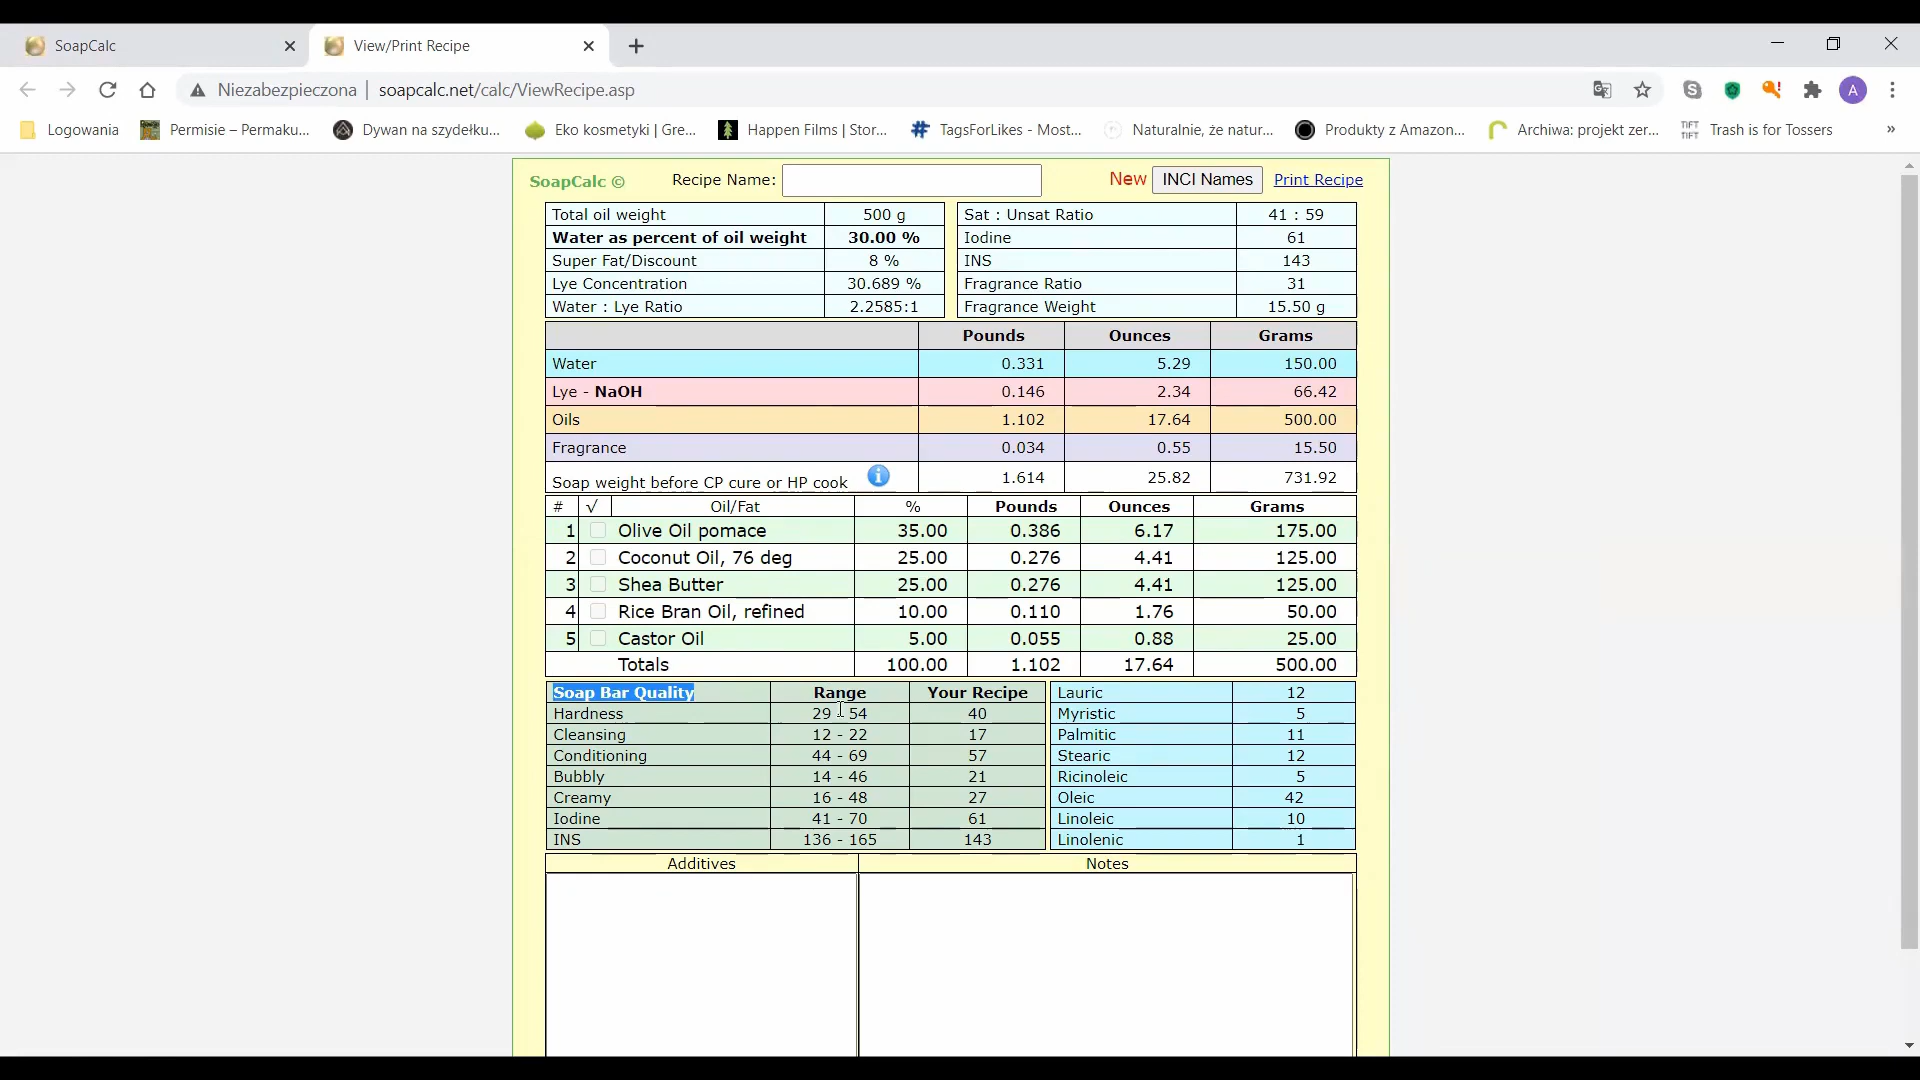 SoapCalc
View/Print Recipe
Niezabezpieczona | soapcalc.net/calc/ViewRecipe.asp
A
Logowania
Permisie – Permaku...
Dywan na szydełku...
Eko kosmetyki | Gre...
Happen Films | Stor...
TagsForLikes - Most...
Naturalnie, że natur...
Produkty z Amazon...
Archiwa: projekt zer...
TIFT TIFT Trash is for Tossers
»
SoapCalc © Recipe Name: New INCI Names Print Recipe
Total oil weight 500 g Sat : Unsat Ratio 41 : 59
Water as percent of oil weight 30.00 % Iodine 61
Super Fat/Discount 8 % INS 143
Lye Concentration 30.689 % Fragrance Ratio 31
Water : Lye Ratio 2.2585:1 Fragrance Weight 15.50 g
Pounds Ounces Grams
Water 0.331 5.29 150.00
Lye - NaOH 0.146 2.34 66.42
Oils 1.102 17.64 500.00
Fragrance 0.034 0.55 15.50
Soap weight before CP cure or HP cook i 1.614 25.82 731.92
# √ Oil/Fat % Pounds Ounces Grams
1 Olive Oil pomace 35.00 0.386 6.17 175.00
2 Coconut Oil, 76 deg 25.00 0.276 4.41 125.00
3 Shea Butter 25.00 0.276 4.41 125.00
4 Rice Bran Oil, refined 10.00 0.110 1.76 50.00
5 Castor Oil 5.00 0.055 0.88 25.00
Totals 100.00 1.102 17.64 500.00
Soap Bar Quality Range Your Recipe Lauric 12
Hardness 29 - 54 40 Myristic 5
Cleansing 12 - 22 17 Palmitic 11
Conditioning 44 - 69 57 Stearic 12
Bubbly 14 - 46 21 Ricinoleic 5
Creamy 16 - 48 27 Oleic 42
Iodine 41 - 70 61 Linoleic 10
INS 136 - 165 143 Linolenic 1
Additives Notes